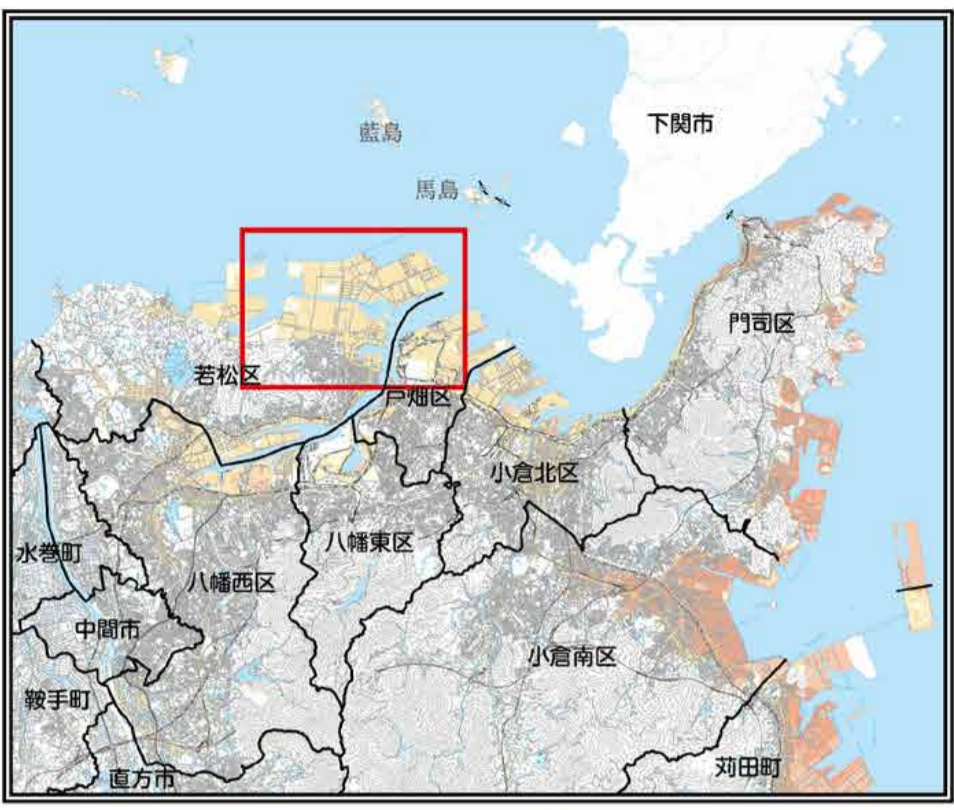 下関市
藍島
馬島
門司区
若松区
戸畑区
小倉北区
八幡東区
水巻町
八幡西区
中間市
小倉南区
鞍手町
直方市
苅田町